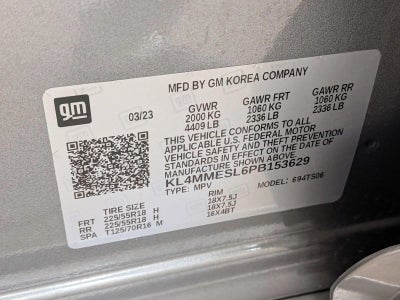 gm
MFD BY GM KOREA COMPANY
03/23 GVWR GAWR FRT GAWR RR
2000 KG 1060 KG 1060 KG
4409 LB 2336 LB 2336 LB
THIS VEHICLE CONFORMS TO ALL
APPLICABLE U.S. FEDERAL MOTOR
VEHICLE SAFETY AND THEFT PREVENTION
STANDARDS IN EFFECT ON THE DATE OF
MANUFACTURE SHOWN ABOVE.
KL4MMESL6PB153629
TYPE: MPV MODEL: 694TS06
TIRE SIZE RIM
FRT 225/55R18 H 18X7.5J
RR 225/55R18 H 18X7.5J
SPA T125/70R16 M 16X4BT